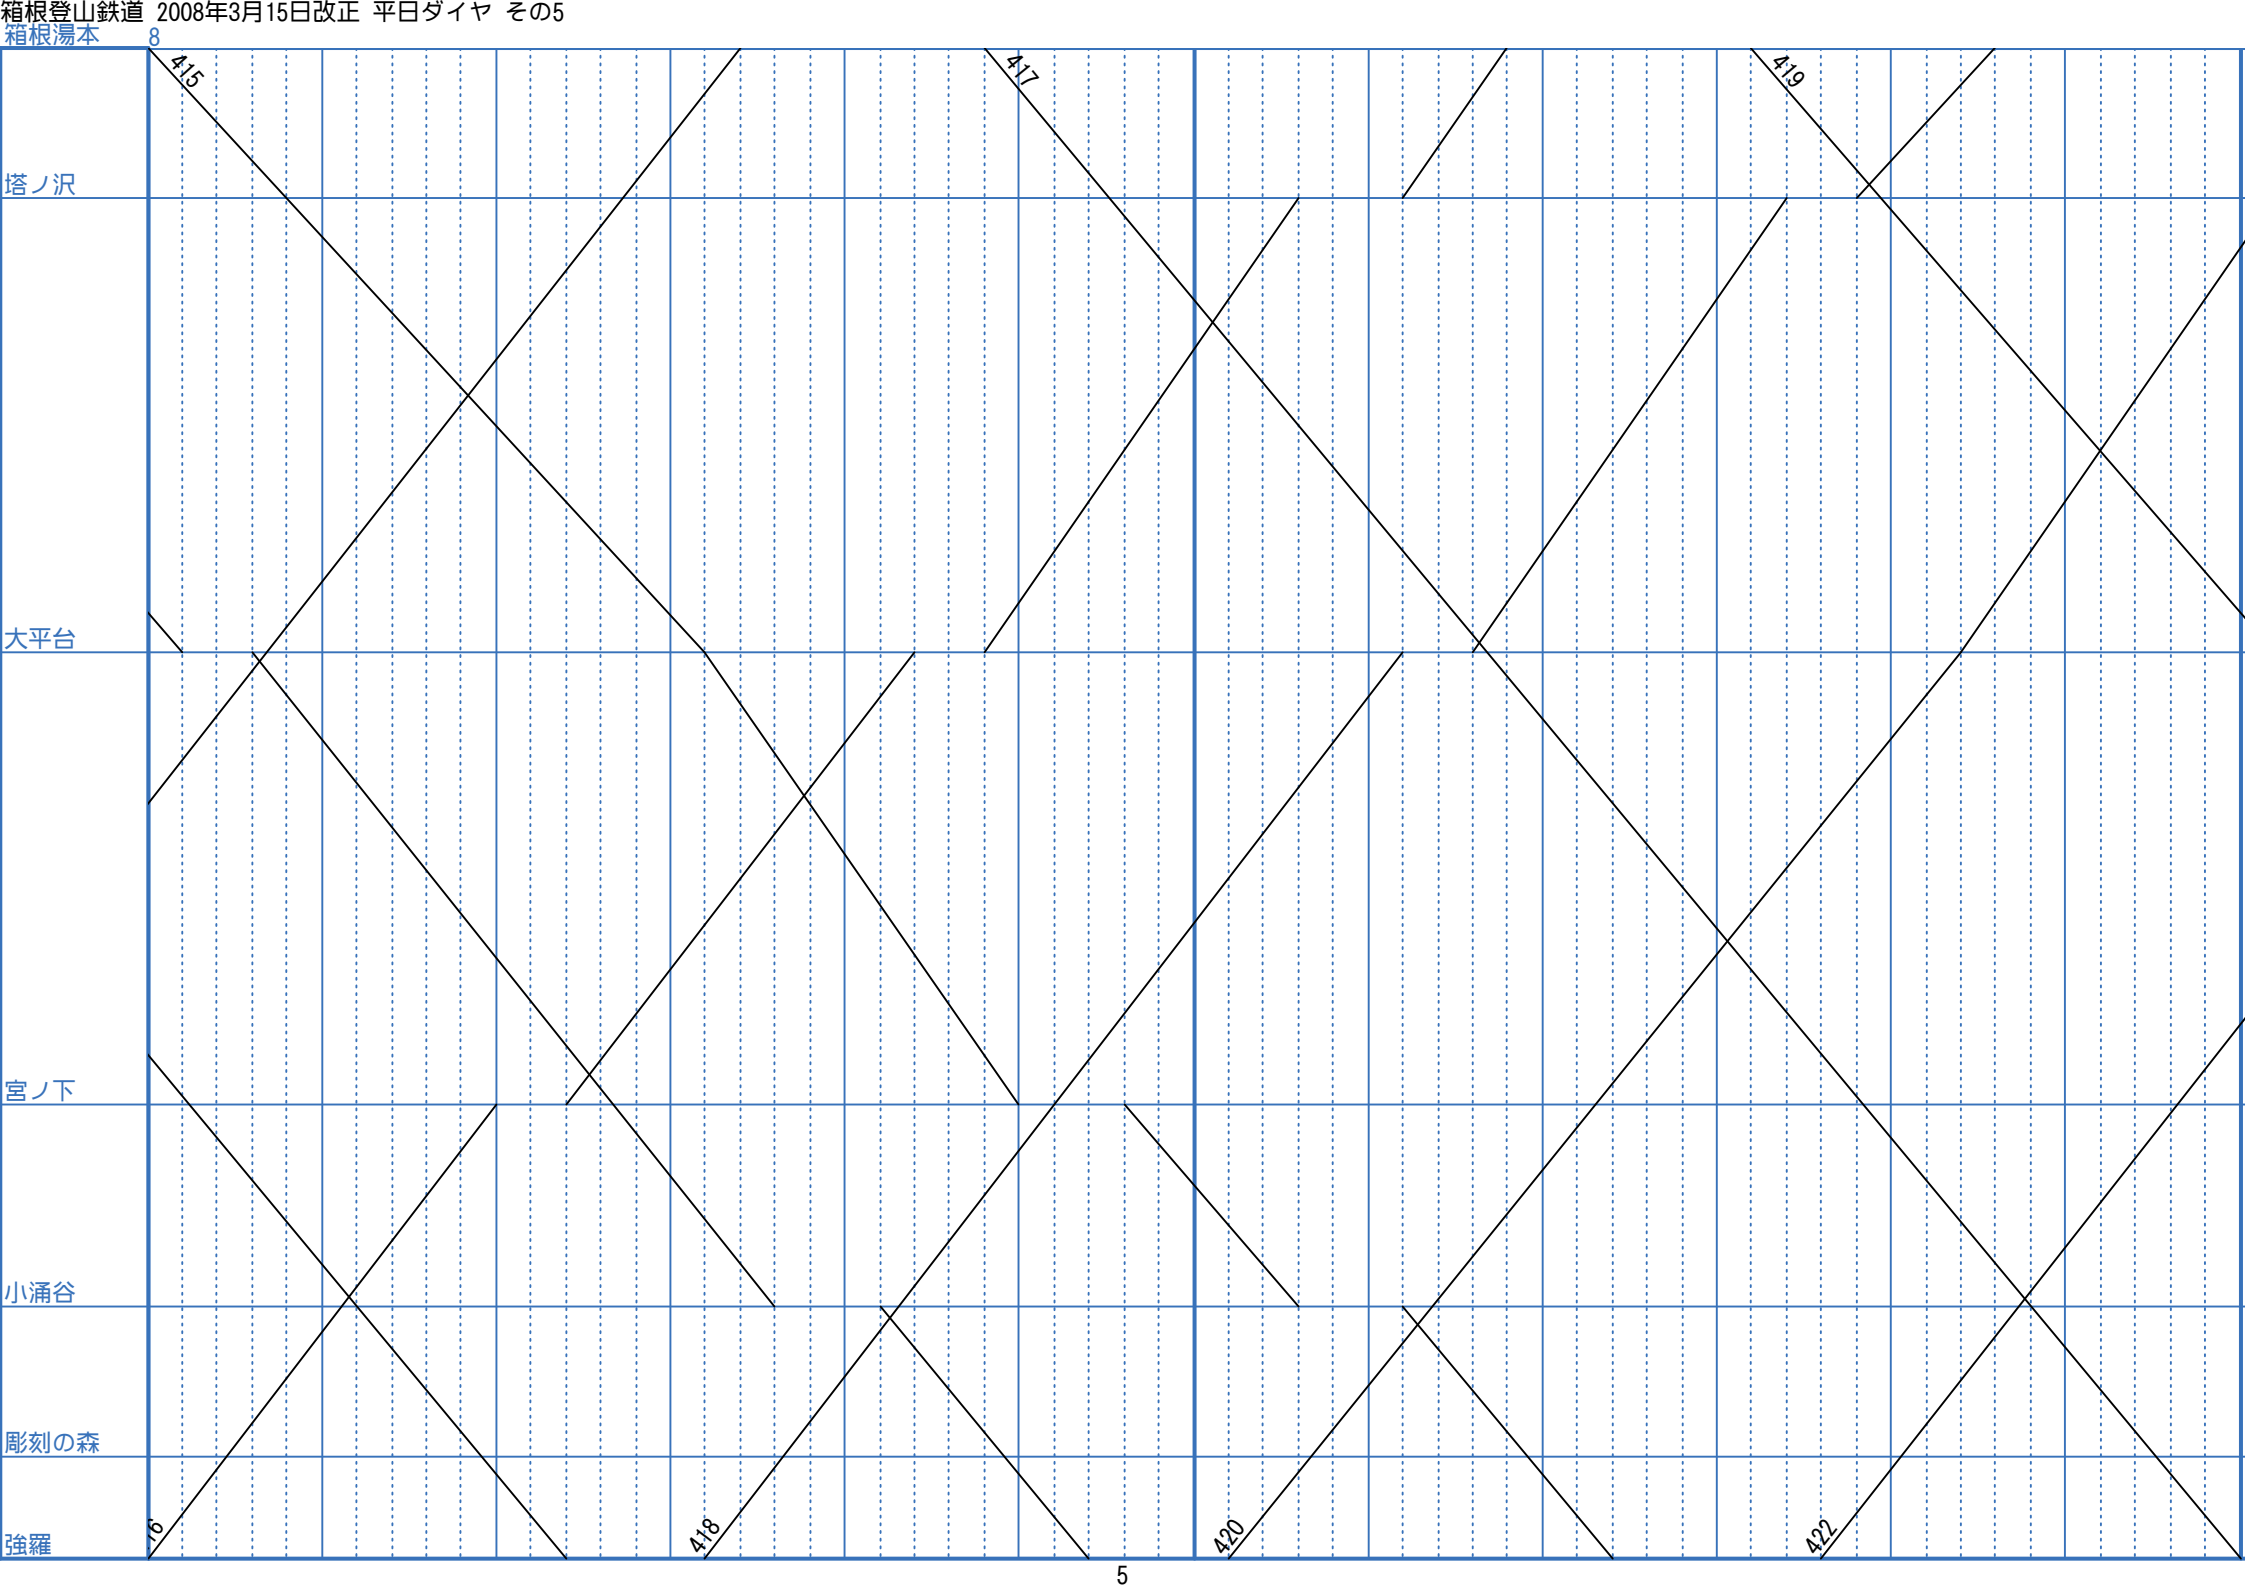 箱根登山鉄道 2008年3月15日改正 平日ダイヤ その5
箱根湯本 8
415 417 419
塔ノ沢
大平台
宮ノ下
小涌谷
彫刻の森
強羅
16 418 420 422
5